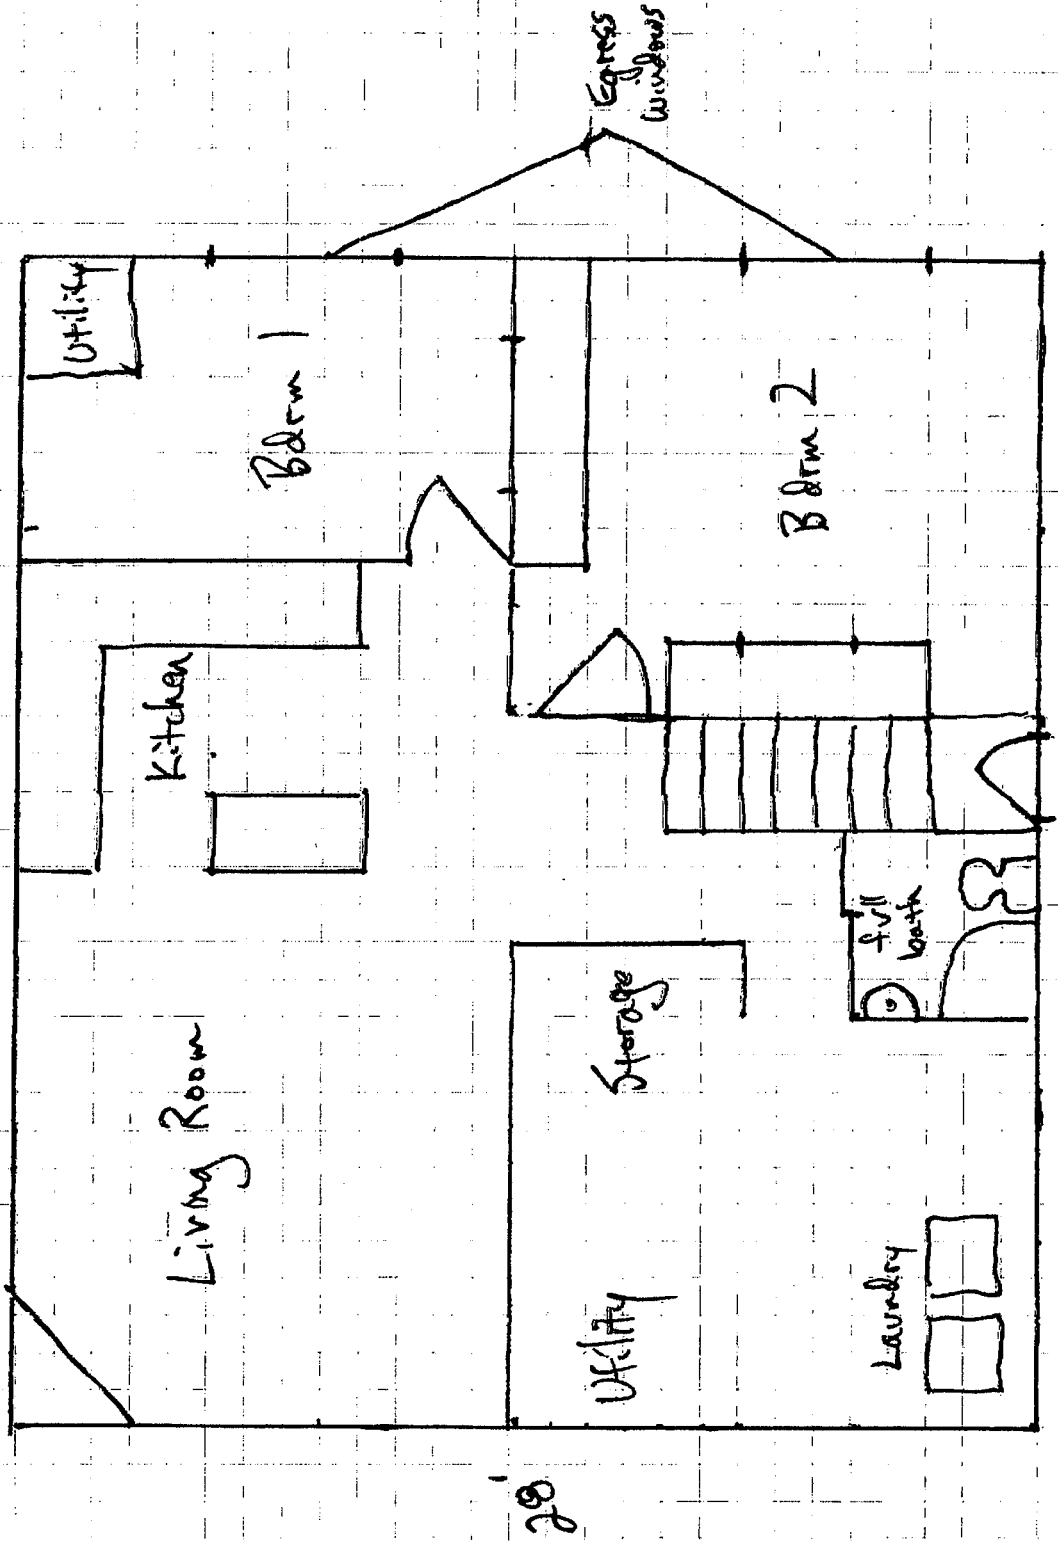 Egress
windows
Utility
Bdrm 1
Bdrm 2
Kitchen
full
bath
Living Room
Storage
Utility
Laundry
28'